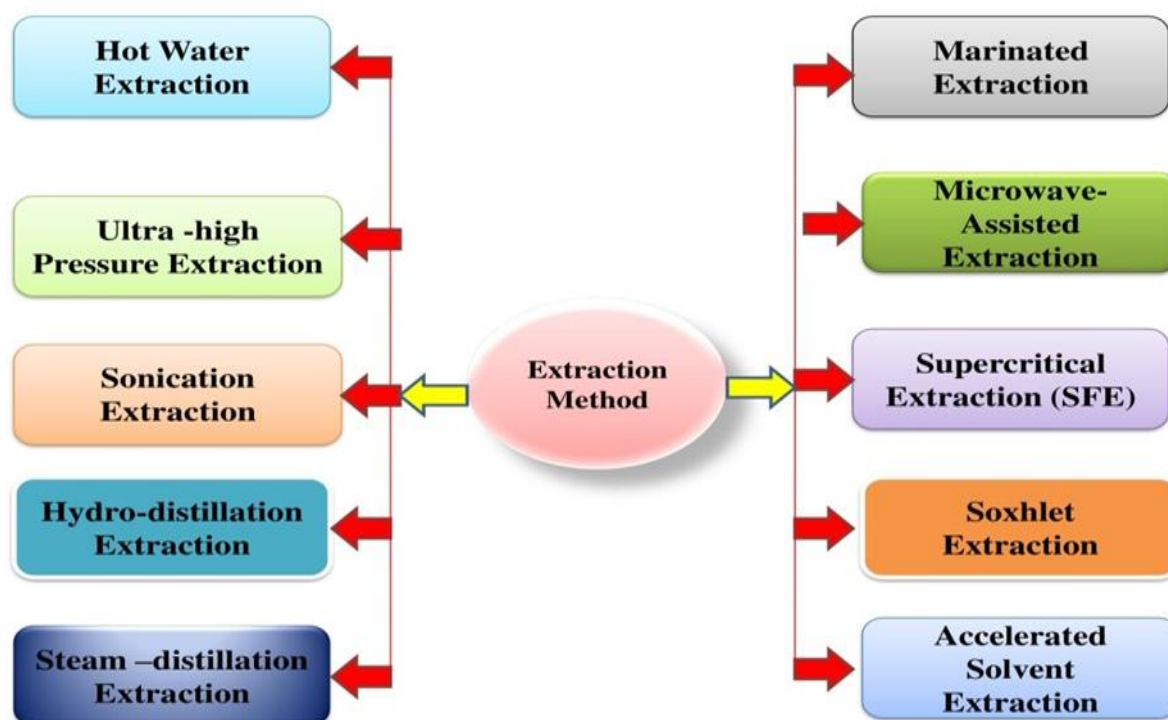 Hot Water
Extraction
Ultra -high
Pressure Extraction
Sonication
Extraction
Hydro-distillation
Extraction
Steam –distillation
Extraction
Extraction
Method
Marinated
Extraction
Microwave-
Assisted
Extraction
Supercritical
Extraction (SFE)
Soxhlet
Extraction
Accelerated
Solvent
Extraction